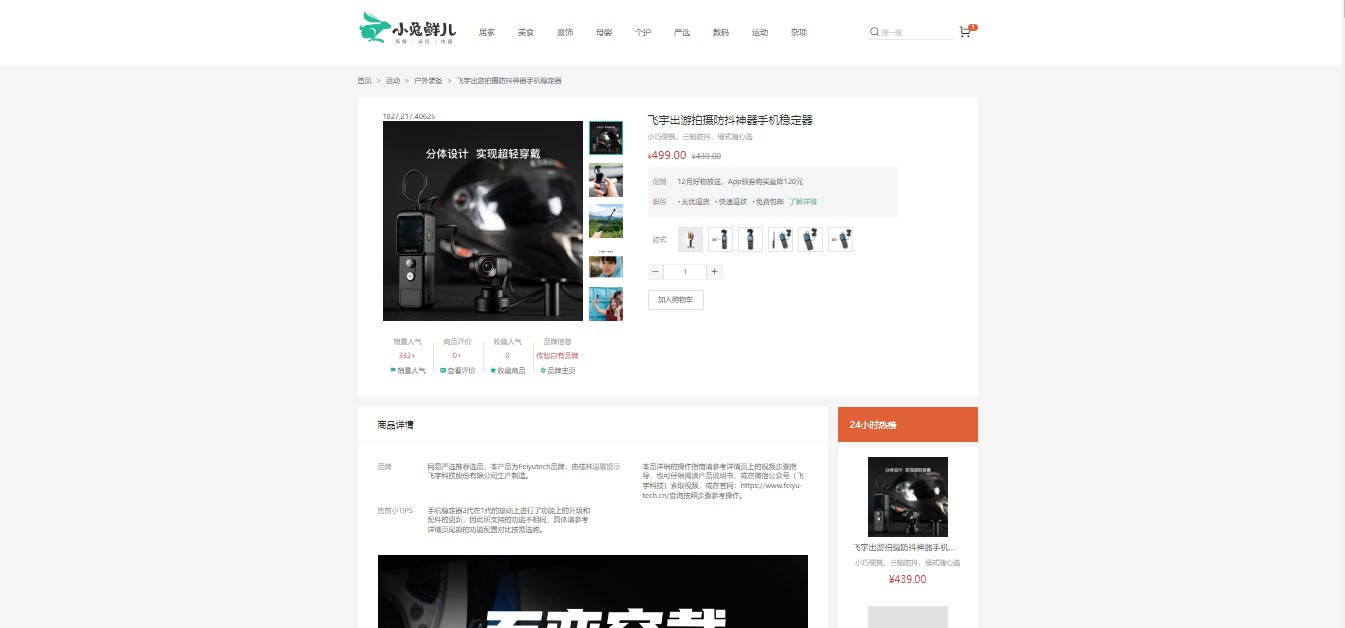 小兔鲜儿
新鲜 · 亲民 · 快捷
居家 美食 服饰 母婴 个护 严选 数码 运动 杂项
搜一搜
1
首页 > 运动 > 户外装备 > 飞宇出游拍摄防抖神器手机稳定器
1827,217.40625
分体设计 实现超轻穿戴
飞宇出游拍摄防抖神器手机稳定器
小巧便携，三轴防抖，模式随心选
¥499.00 ¥439.00
促销 12月好物放送，App领券购买直降120元
服务 •无忧退货 •快速退款 •免费包邮 了解详情
款式
− 1 +
加入购物车
销量人气 商品评价 收藏人气 品牌信息
332+ 0+ 0 传智自有品牌
销量人气 查看评价 收藏商品 品牌主页
商品详情
品牌
网易严选推荐选品，本产品为Feiyutech品牌，由桂林
飞宇科技股份有限公司生产制造。
温馨提示
本品详细的操作指南请参考详情页上的视频步骤指
导，也可仔细阅读产品说明书，或在微信公众号（飞
宇科技）索取视频，或在官网：https://www.feiyu-
tech.cn/查询按照步骤参考操作。
售前小TIPS
手机稳定器2代在1代的基础上进行了功能上的升级和
配件的更新，因此所支持的功能不相同，具体请参考
详情页尾部的功能配置对比按需选购。
百变穿戴
24小时热榜
分体设计 实现超轻穿戴
飞宇出游拍摄防抖神器手机...
小巧便携，三轴防抖，模式随心选
¥439.00